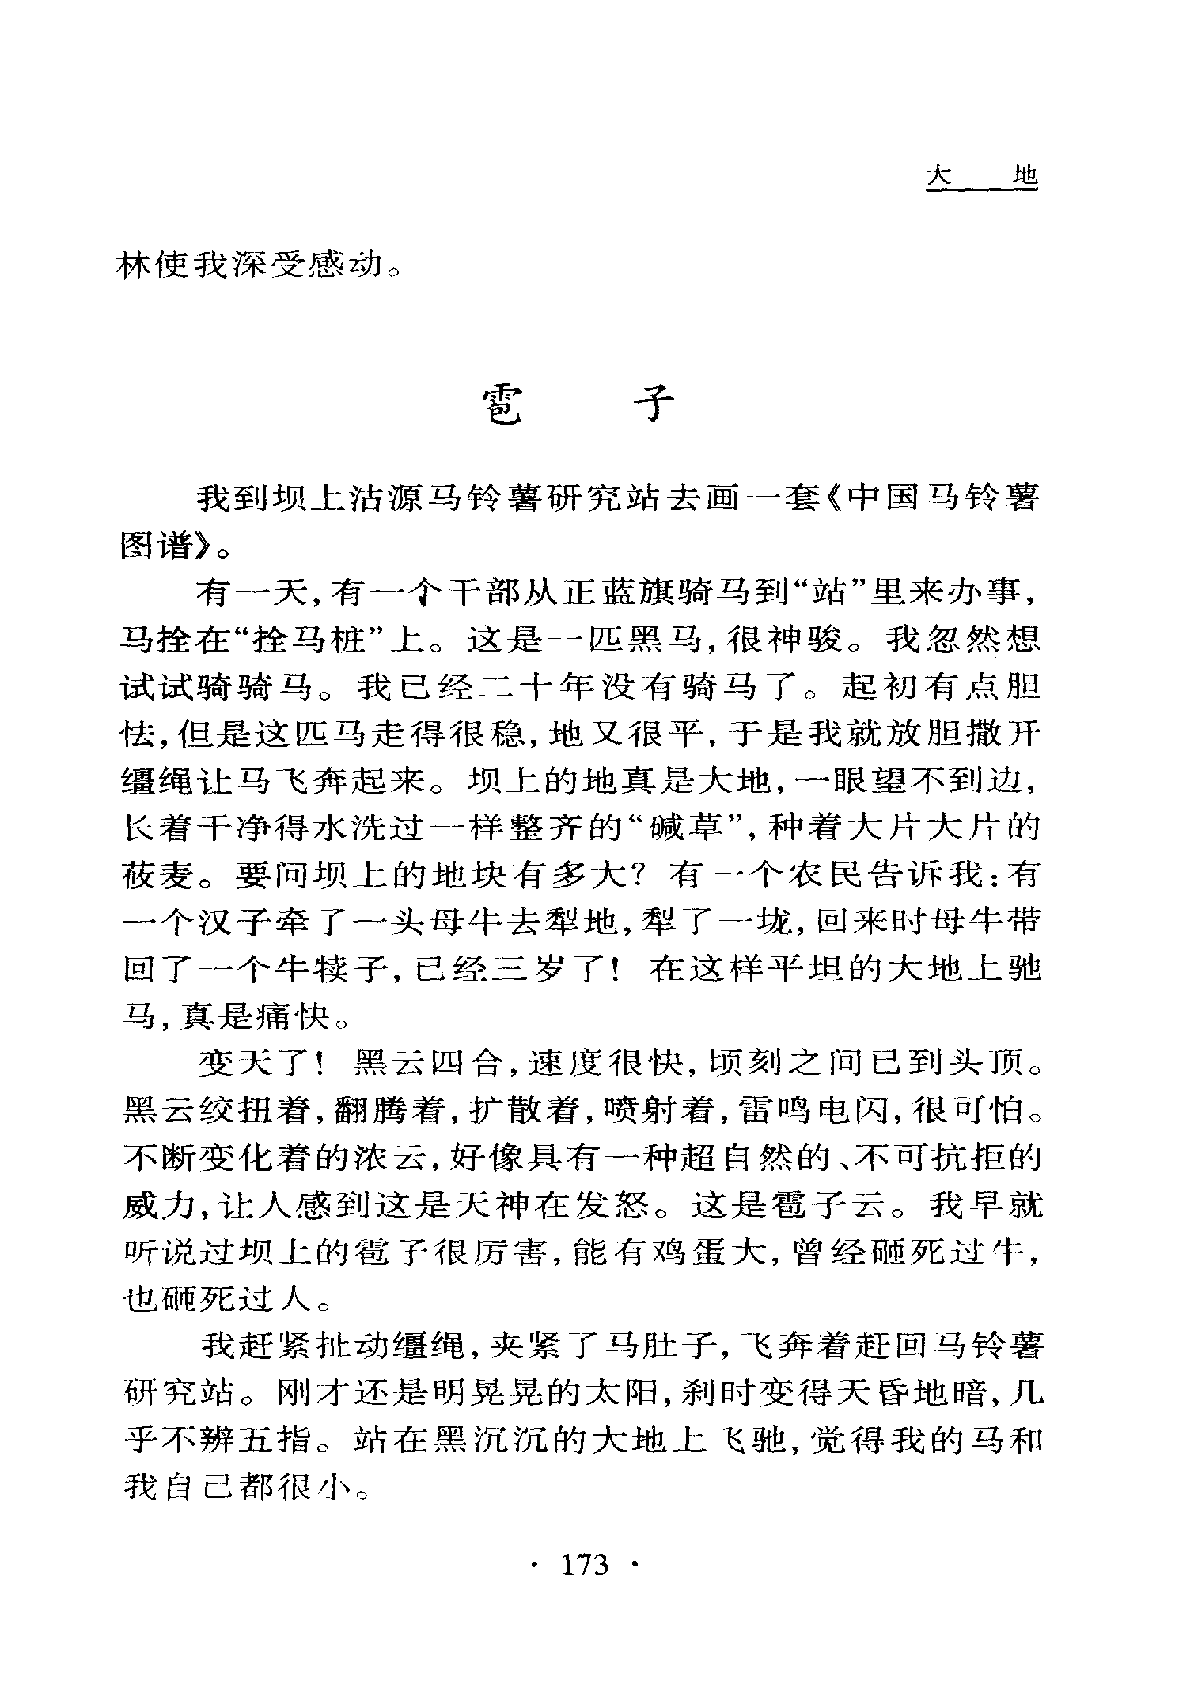 大 地
林使我深受感动。
雹 子
我到坝上沽源马铃薯研究站去画一套《中国马铃薯
图谱》。
有一天,有一个干部从正蓝旗骑马到“站”里来办事,
马拴在“拴马桩”上。这是一匹黑马,很神骏。我忽然想
试试骑骑马。我已经二十年没有骑马了。起初有点胆
怯,但是这匹马走得很稳,地又很平,于是我就放胆撒开
缰绳让马飞奔起来。坝上的地真是大地,一眼望不到边,
长着干净得水洗过一样整齐的“碱草”,种着大片大片的
莜麦。要问坝上的地块有多大?有一个农民告诉我:有
一个汉子牵了一头母牛去犁地,犁了一垅,回来时母牛带
回了一个牛犊子,已经三岁了!在这样平坦的大地上驰
马,真是痛快。
变天了!黑云四合,速度很快,顷刻之间已到头顶。
黑云绞扭着,翻腾着,扩散着,喷射着,雷鸣电闪,很可怕。
不断变化着的浓云,好像具有一种超自然的、不可抗拒的
威力,让人感到这是天神在发怒。这是雹子云。我早就
听说过坝上的雹子很厉害,能有鸡蛋大,曾经砸死过牛,
也砸死过人。
我赶紧扯动缰绳,夹紧了马肚子,飞奔着赶回马铃薯
研究站。刚才还是明晃晃的太阳,刹时变得天昏地暗,几
乎不辨五指。站在黑沉沉的大地上飞驰,觉得我的马和
我自己都很小。
· 173 ·